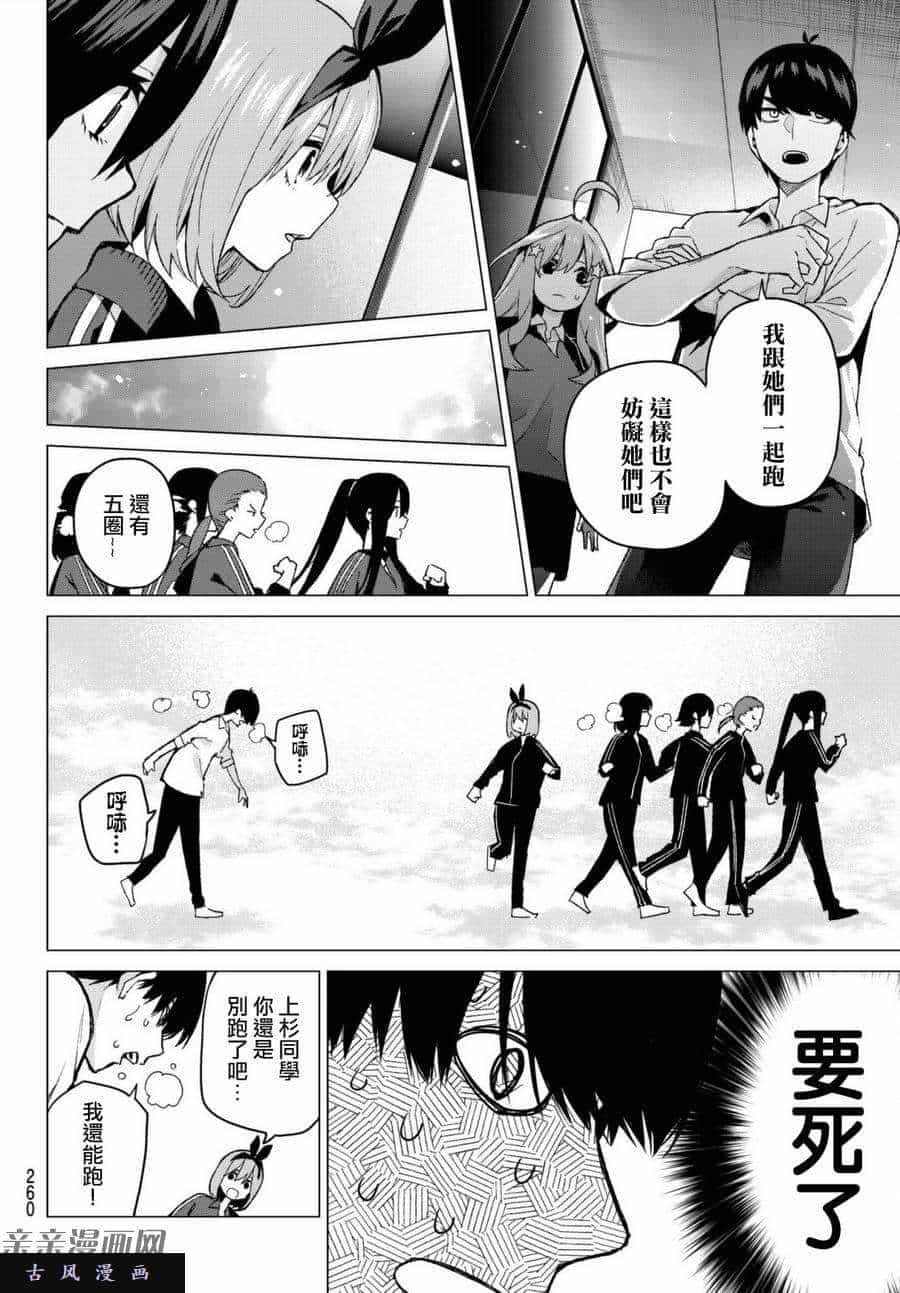 我跟她們一起跑
這樣也不會
妨礙她們吧
還有
五圈~
呼哧…
呼哧…
要死了
上杉同學
你還是
別跑了吧…
我還能跑！
260
亲亲漫画网
古风漫画